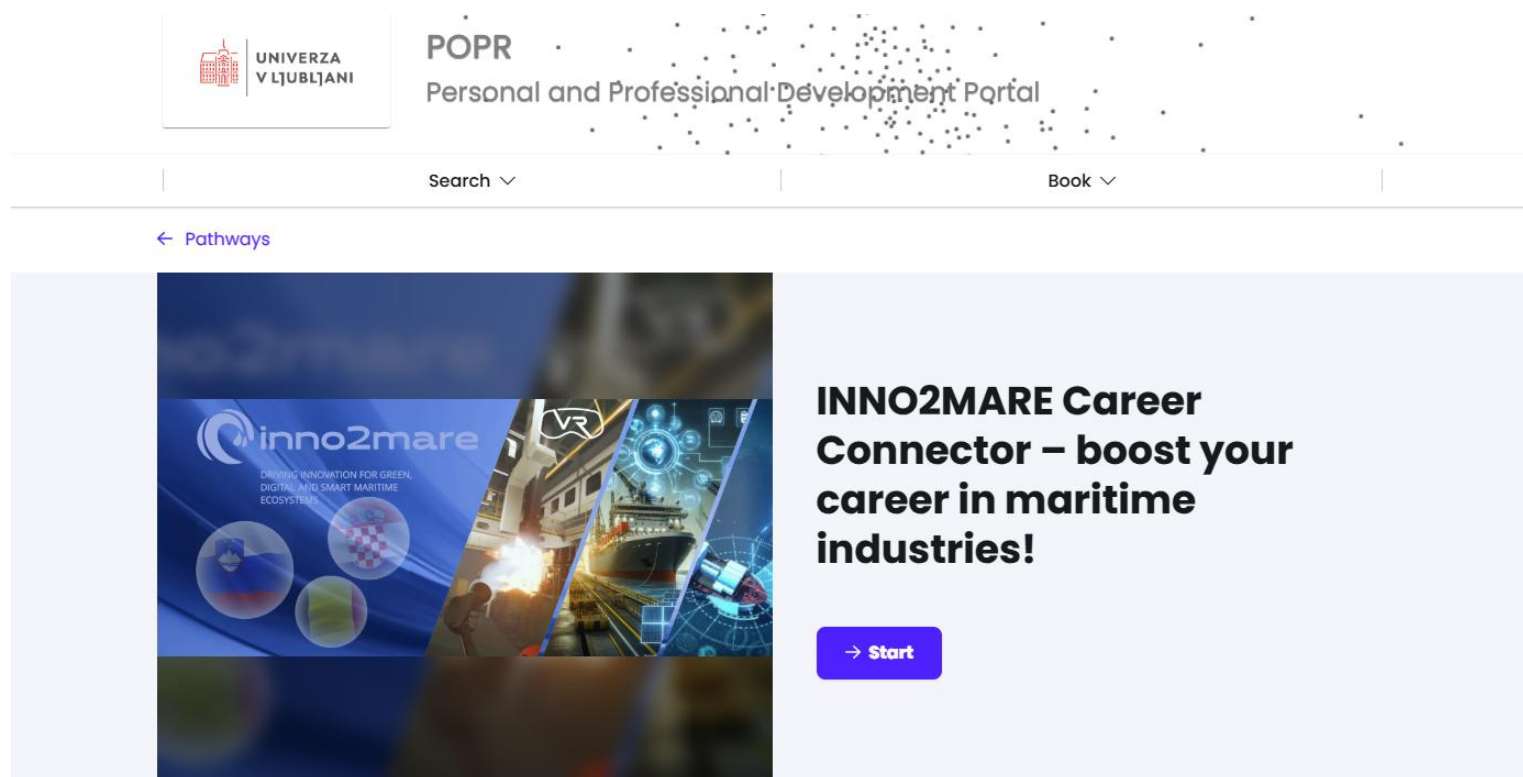 UNIVERZA
V LJUBLJANI
POPR
Personal and Professional Development Portal
Search
Book
← Pathways
inno2mare
DRIVING INNOVATION FOR GREEN,
DIGITAL AND SMART MARITIME
ECOSYSTEMS
VR
INNO2MARE Career
Connector – boost your
career in maritime
industries!
→ Start